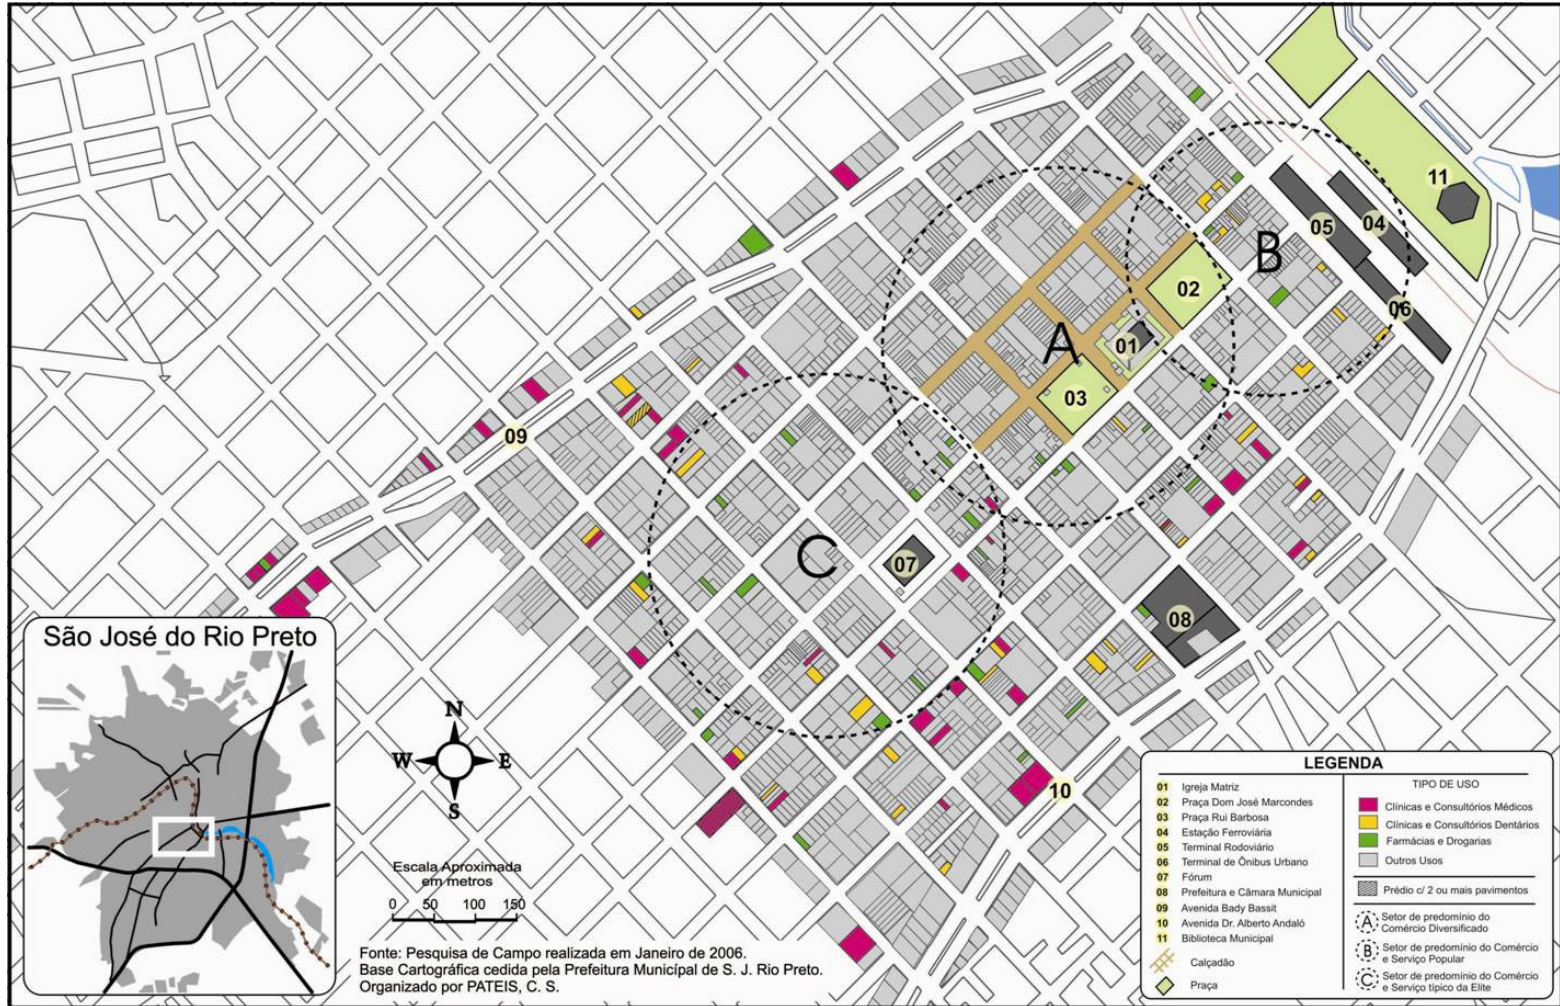 11
05
04
B
02
06
01
A
03
09
C
07
08
10
São José do Rio Preto
N
W
E
S
Escala Aproximada
em metros
0 50 100 150
Fonte: Pesquisa de Campo realizada em Janeiro de 2006.
Base Cartográfica cedida pela Prefeitura Municípal de S. J. Rio Preto.
Organizado por PATEIS, C. S.
LEGENDA
01 Igreja Matriz
02 Praça Dom José Marcondes
03 Praça Rui Barbosa
04 Estação Ferroviária
05 Terminal Rodoviário
06 Terminal de Ônibus Urbano
07 Fórum
08 Prefeitura e Câmara Municipal
09 Avenida Bady Bassit
10 Avenida Dr. Alberto Andaló
11 Biblioteca Municipal
Calçadão
Praça
TIPO DE USO
Clínicas e Consultórios Médicos
Clínicas e Consultórios Dentários
Farmácias e Drogarias
Outros Usos
Prédio c/ 2 ou mais pavimentos
A Setor de predomínio do
Comércio Diversificado
B Setor de predomínio do Comércio
e Serviço Popular
C Setor de predomínio do Comércio
e Serviço típico da Elite